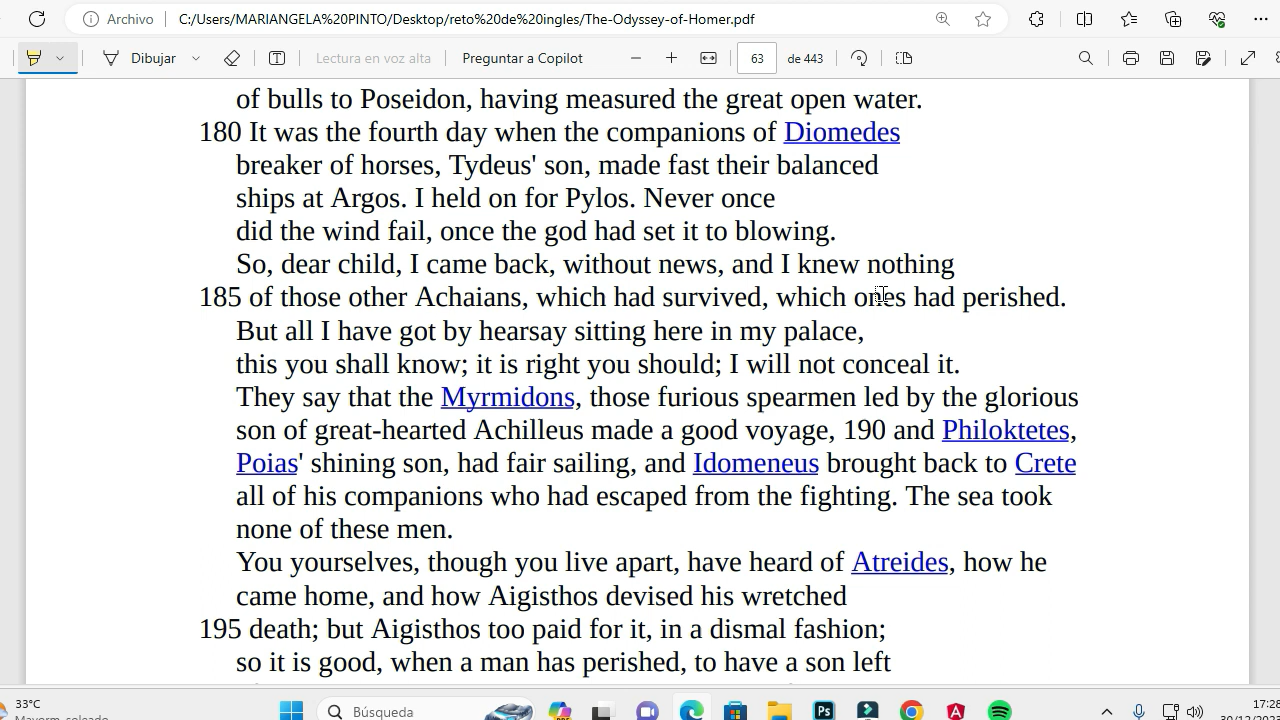 Archivo C:/Users/MARIANGELA%20PINTO/Desktop/reto%20de%20ingles/The-Odyssey-of-Homer.pdf
Dibujar Lectura en voz alta Preguntar a Copilot 63 de 443
of bulls to Poseidon, having measured the great open water.
180 It was the fourth day when the companions of Diomedes
breaker of horses, Tydeus' son, made fast their balanced
ships at Argos. I held on for Pylos. Never once
did the wind fail, once the god had set it to blowing.
So, dear child, I came back, without news, and I knew nothing
185 of those other Achaians, which had survived, which ones had perished.
But all I have got by hearsay sitting here in my palace,
this you shall know; it is right you should; I will not conceal it.
They say that the Myrmidons, those furious spearmen led by the glorious
son of great-hearted Achilleus made a good voyage, 190 and Philoktetes,
Poias' shining son, had fair sailing, and Idomeneus brought back to Crete
all of his companions who had escaped from the fighting. The sea took
none of these men.
You yourselves, though you live apart, have heard of Atreides, how he
came home, and how Aigisthos devised his wretched
195 death; but Aigisthos too paid for it, in a dismal fashion;
so it is good, when a man has perished, to have a son left
33°C
Búsqueda
17:28